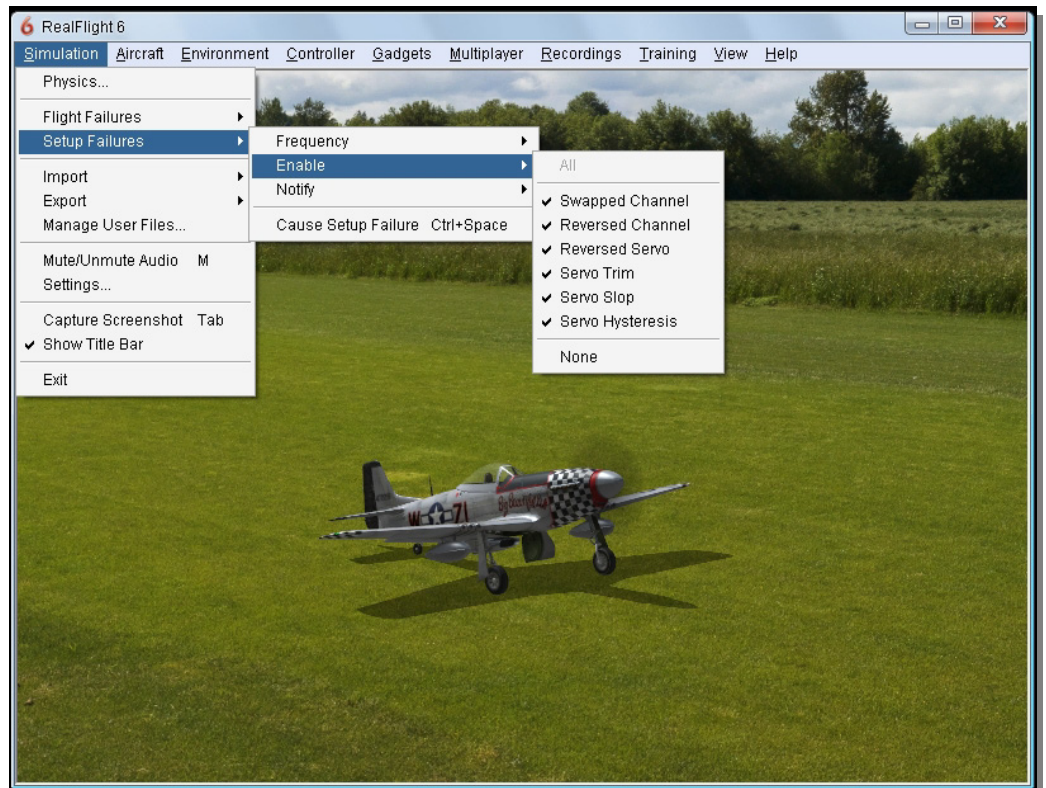 6 RealFlight 6
Simulation Aircraft Environment Controller Gadgets Multiplayer Recordings Training View Help
Physics...
Flight Failures
Setup Failures
Import
Export
Manage User Files...
Mute/Unmute Audio M
Settings...
Capture Screenshot Tab
Show Title Bar
Exit
Frequency
Enable
Notify
Cause Setup Failure Ctrl+Space
All
Swapped Channel
Reversed Channel
Reversed Servo
Servo Trim
Servo Slop
Servo Hysteresis
None
W ZI